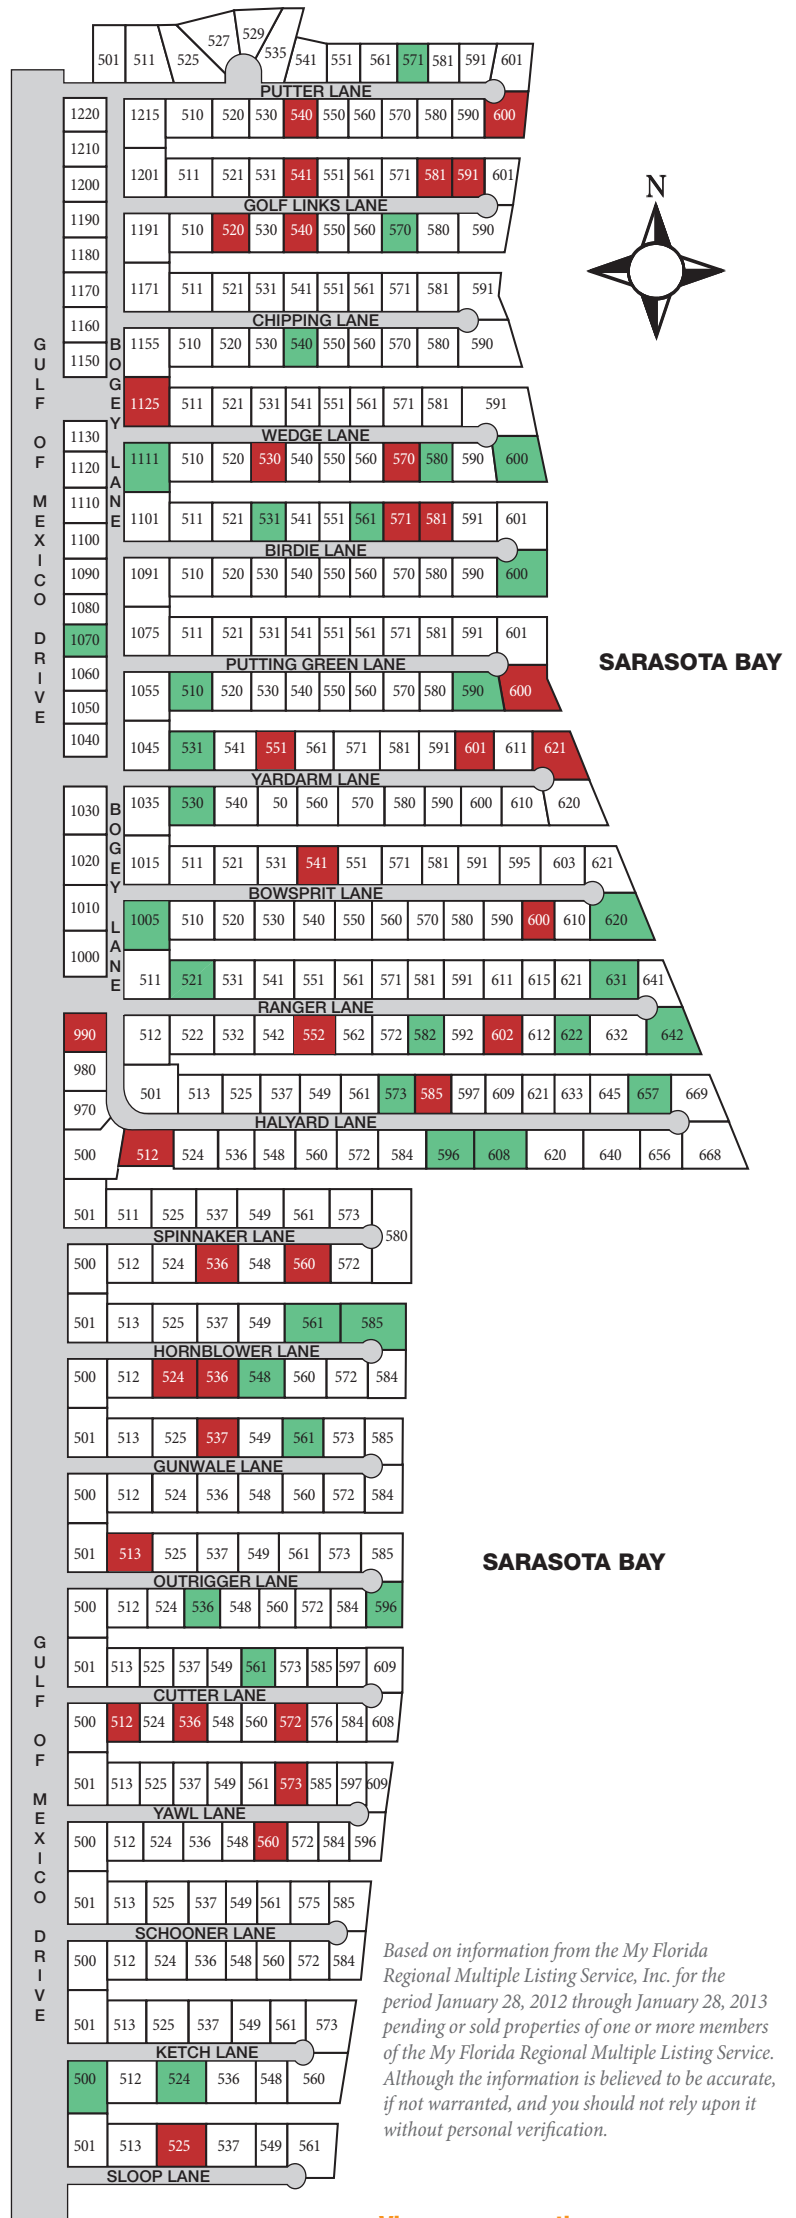 501 511 525 527 529 535 541 551 561 571 581 591 601
PUTTER LANE
1220 1215 510 520 530 540 550 560 570 580 590 600
1210
1200 1201 511 521 531 541 551 561 571 581 591 601
GOLF LINKS LANE
1190 1191 510 520 530 540 550 560 570 580 590
1180
1170 1171 511 521 531 541 551 561 571 581 591
CHIPPING LANE
1160
1150 1155 510 520 530 540 550 560 570 580 590
1125 511 521 531 541 551 561 571 581 591
WEDGE LANE
1130
1120 1111 510 520 530 540 550 560 570 580 590 600
1110
1101 511 521 531 541 551 561 571 581 591 601
BIRDIE LANE
1100
1090 1091 510 520 530 540 550 560 570 580 590 600
1080
1070 1075 511 521 531 541 551 561 571 581 591 601
PUTTING GREEN LANE
1060
1050 1055 510 520 530 540 550 560 570 580 590 600
1040 1045 531 541 551 561 571 581 591 601 611 621
YARDARM LANE
1030 1035 530 540 50 560 570 580 590 600 610 620
1020 1015 511 521 531 541 551 571 581 591 595 603 621
BOWSPRIT LANE
1010 1005 510 520 530 540 550 560 570 580 590 600 610 620
1000 511 521 531 541 551 561 571 581 591 611 615 621 631 641
RANGER LANE
990 512 522 532 542 552 562 572 582 592 602 612 622 632 642
980
970 501 513 525 537 549 561 573 585 597 609 621 633 645 657 669
HALYARD LANE
500 512 524 536 548 560 572 584 596 608 620 640 656 668
BOGEY LANE
BOGEY LANE
GULF OF MEXICO DRIVE
N
SARASOTA BAY
501 511 525 537 549 561 573 580
SPINNAKER LANE
500 512 524 536 548 560 572
501 513 525 537 549 561 585
HORNBLOWER LANE
500 512 524 536 548 560 572 584
501 513 525 537 549 561 573 585
GUNWALE LANE
500 512 524 536 548 560 572 584
501 513 525 537 549 561 573 585
OUTRIGGER LANE
500 512 524 536 548 560 572 584 596
501 513 525 537 549 561 573 585 597 609
CUTTER LANE
500 512 524 536 548 560 572 576 584 608
501 513 525 537 549 561 573 585 597 609
YAWL LANE
500 512 524 536 548 560 572 584 596
501 513 525 537 549 561 575 585
SCHOONER LANE
500 512 524 536 548 560 572 584
501 513 525 537 549 561 573
KETCH LANE
500 512 524 536 548 560
501 513 525 537 549 561
SLOOP LANE
GULF OF MEXICO DRIVE
SARASOTA BAY
Based on information from the My Florida
Regional Multiple Listing Service, Inc. for the
period January 28, 2012 through January 28, 2013
pending or sold properties of one or more members
of the My Florida Regional Multiple Listing Service.
Although the information is believed to be accurate,
if not warranted, and you should not rely upon it
without personal verification.